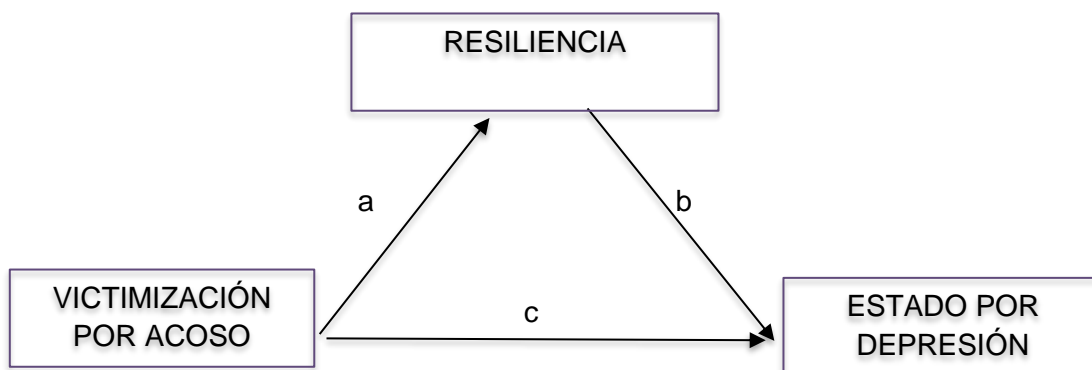 RESILIENCIA
a
b
VICTIMIZACIÓN
POR ACOSO
c
ESTADO POR
DEPRESIÓN